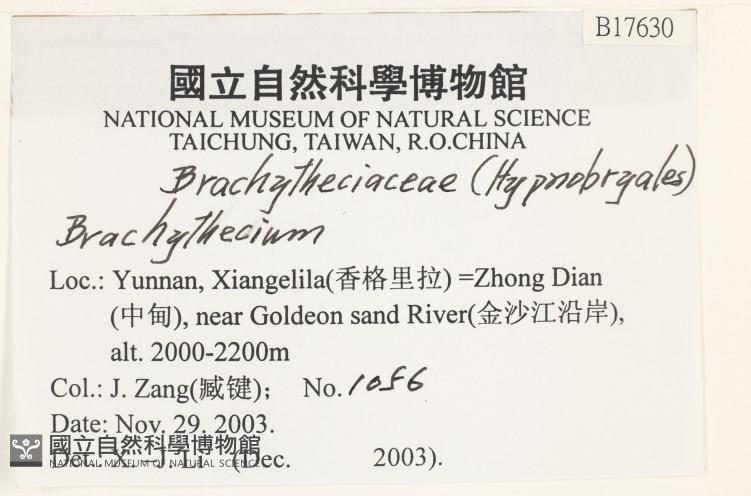 B17630
國立自然科學博物館
NATIONAL MUSEUM OF NATURAL SCIENCE
TAICHUNG, TAIWAN, R.O.CHINA
Brachytheciaceae (Hypnobryales)
Brachythecium
Loc.: Yunnan, Xiangelila(香格里拉) =Zhong Dian
(中甸), near Goldeon sand River(金沙江沿岸),
alt. 2000-2200m
Col.: J. Zang(臧键); No. 1086
Date: Nov. 29. 2003.
國立自然科學博物館
NATIONAL MUSEUM OF NATURAL SCIENCE
Det. X. - J. Li (Dec. 2003).